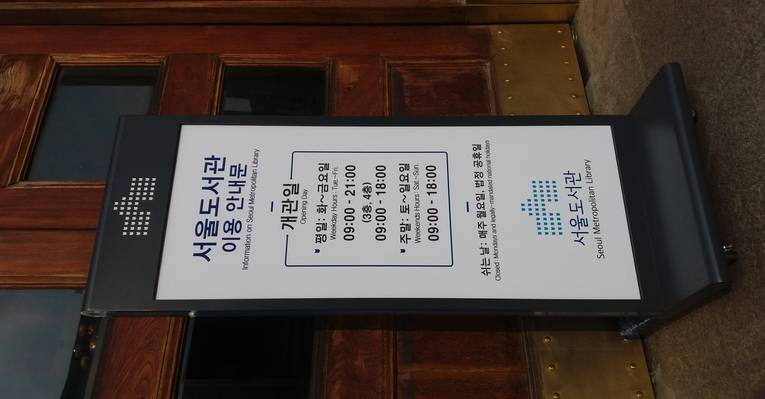 서울도서관
이용 안내문
Information on Seoul Metropolitan Library
개관일
Opening Day
평일: 화~금요일
Weekday Hours : Tue.~Fri.
09:00 - 21:00
(3층, 4층)
09:00 - 18:00
주말: 토~일요일
Weekends Hours : Sat.~Sun.
09:00 - 18:00
쉬는 날: 매주 월요일, 법정 공휴일
Closed : Mondays and legally-mandated national holidays
서울도서관
Seoul Metropolitan Library